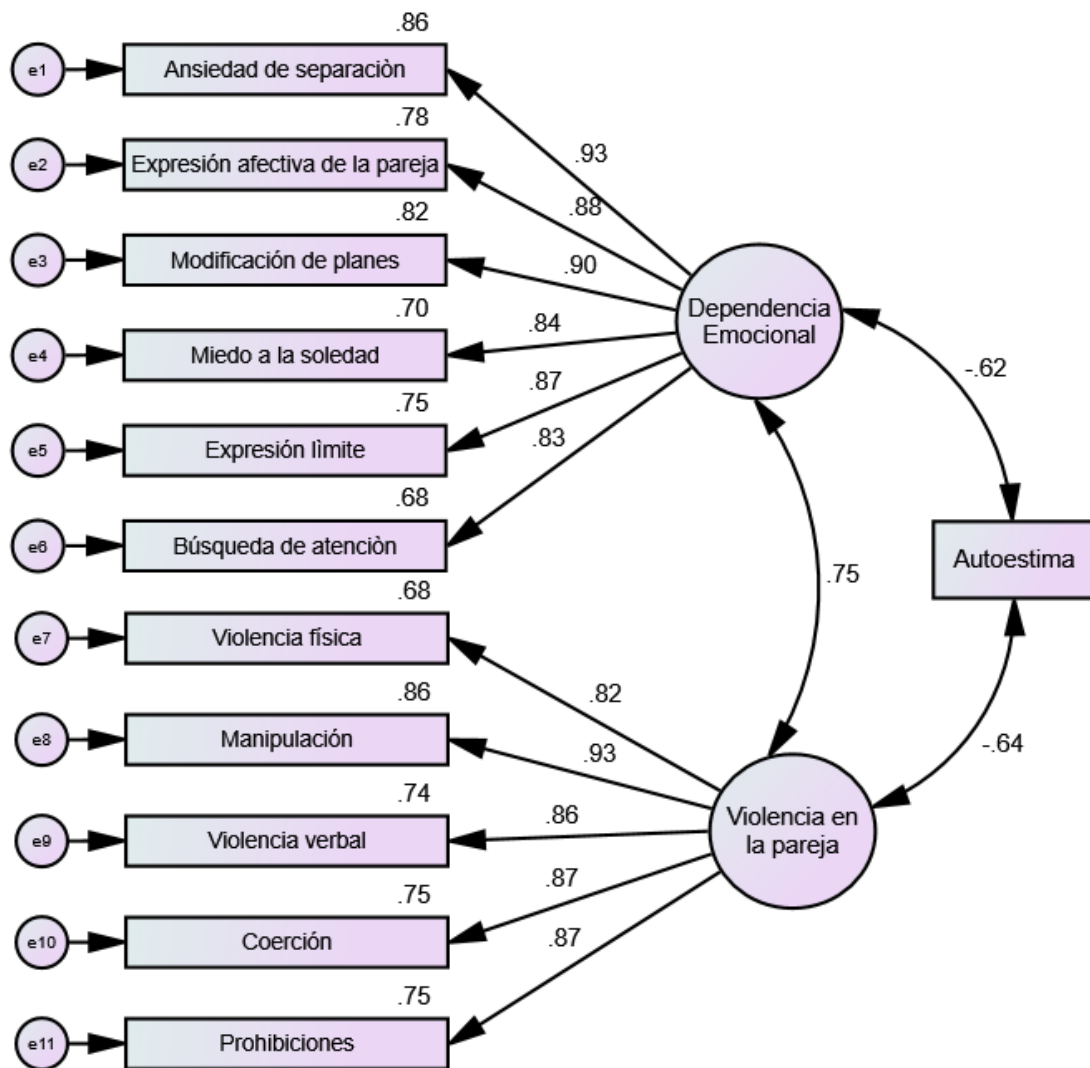 .86
e1
Ansiedad de separaciòn
.93
.78
e2
Expresión afectiva de la pareja
.88
.82
e3
Modificación de planes
.90
.70
e4
Miedo a la soledad
.84
.75
e5
Expresión lìmite
.87
.68
e6
Búsqueda de atenciòn
.83
Dependencia
Emocional
-.62
.75
Autoestima
-.64
.68
e7
Violencia física
.82
.86
e8
Manipulación
.93
.74
e9
Violencia verbal
.86
.75
e10
Coerción
.87
.75
e11
Prohibiciones
.87
Violencia en
la pareja